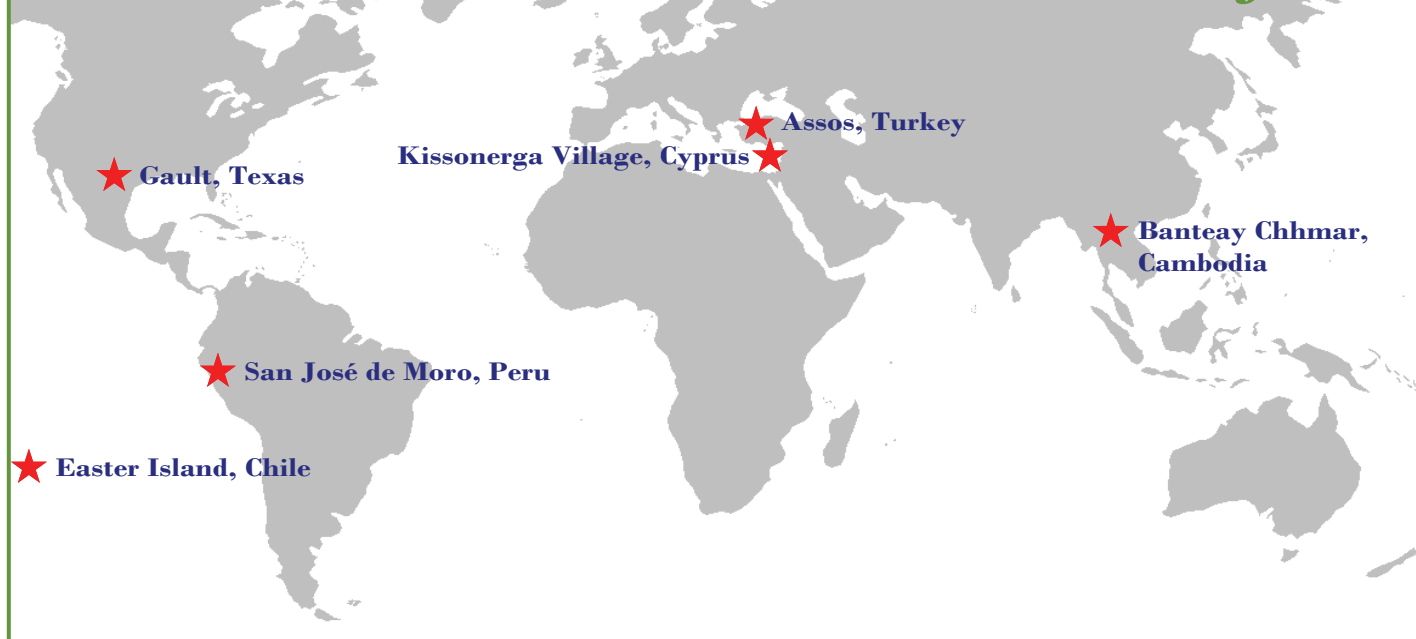 Assos, Turkey
Kissonerga Village, Cyprus
Gault, Texas
Banteay Chhmar,
Cambodia
San José de Moro, Peru
Easter Island, Chile